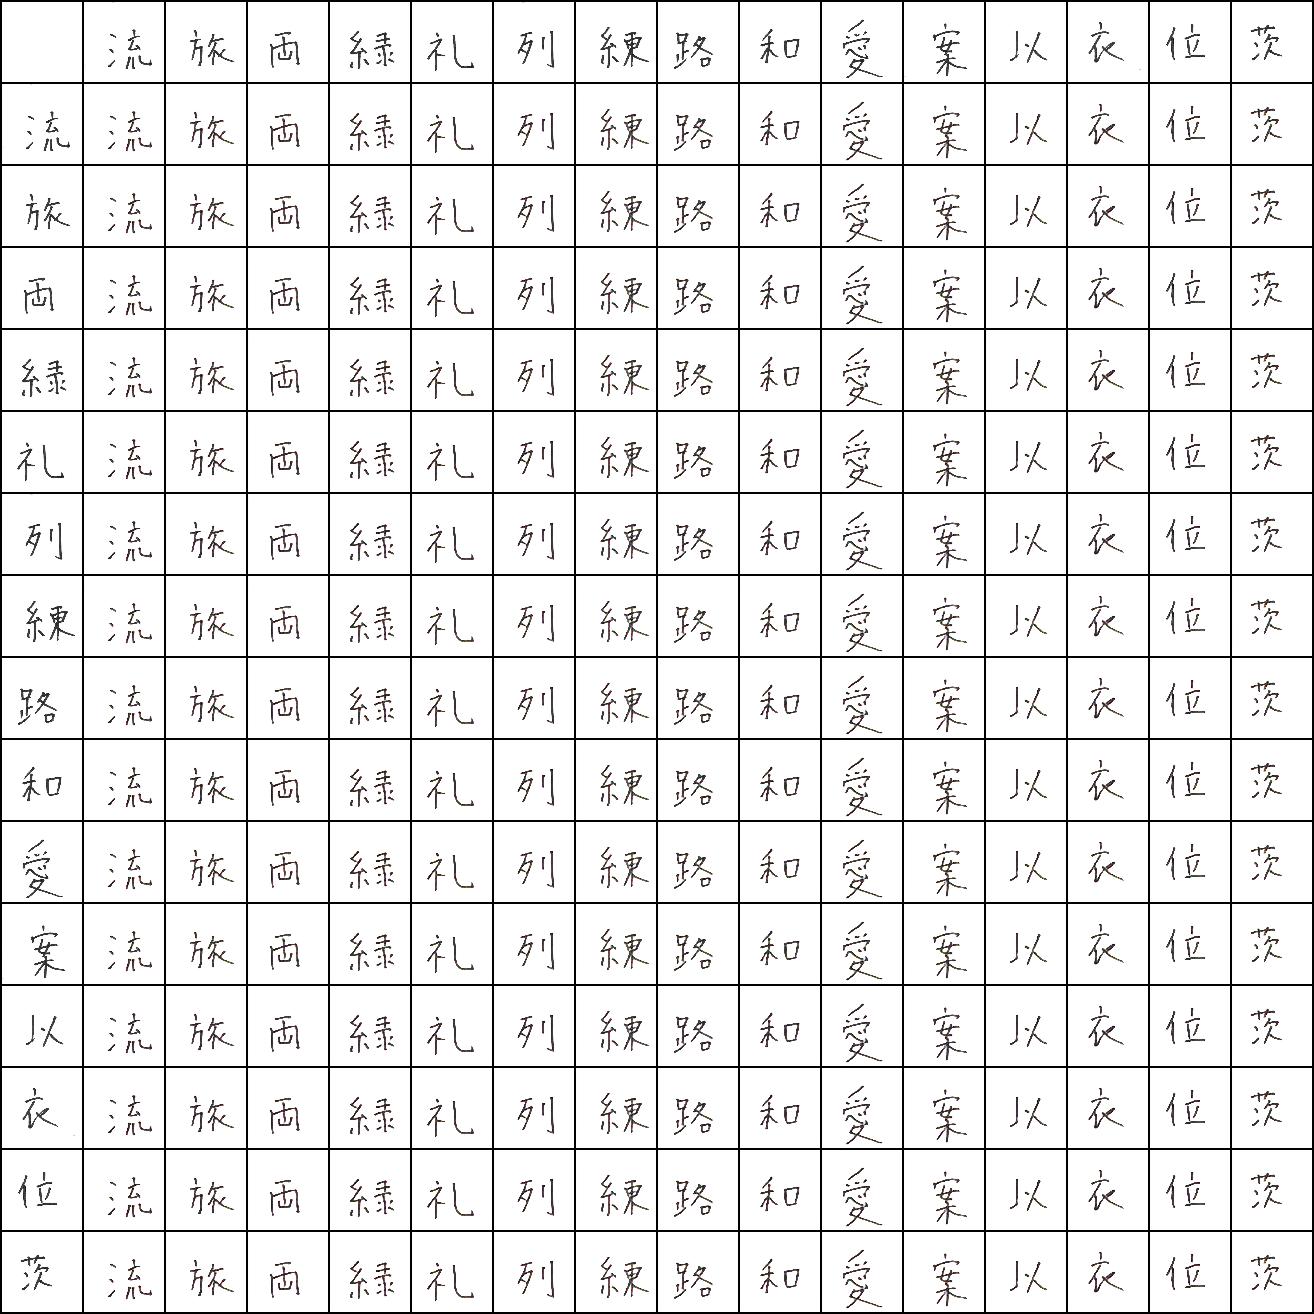 流 旅 両 緑 礼 列 練 路 和 愛 案 以 衣 位 茨
流 流 旅 両 緑 礼 列 練 路 和 愛 案 以 衣 位 茨
旅 流 旅 両 緑 礼 列 練 路 和 愛 案 以 衣 位 茨
両 流 旅 両 緑 礼 列 練 路 和 愛 案 以 衣 位 茨
緑 流 旅 両 緑 礼 列 練 路 和 愛 案 以 衣 位 茨
礼 流 旅 両 緑 礼 列 練 路 和 愛 案 以 衣 位 茨
列 流 旅 両 緑 礼 列 練 路 和 愛 案 以 衣 位 茨
練 流 旅 両 緑 礼 列 練 路 和 愛 案 以 衣 位 茨
路 流 旅 両 緑 礼 列 練 路 和 愛 案 以 衣 位 茨
和 流 旅 両 緑 礼 列 練 路 和 愛 案 以 衣 位 茨
愛 流 旅 両 緑 礼 列 練 路 和 愛 案 以 衣 位 茨
案 流 旅 両 緑 礼 列 練 路 和 愛 案 以 衣 位 茨
以 流 旅 両 緑 礼 列 練 路 和 愛 案 以 衣 位 茨
衣 流 旅 両 緑 礼 列 練 路 和 愛 案 以 衣 位 茨
位 流 旅 両 緑 礼 列 練 路 和 愛 案 以 衣 位 茨
茨 流 旅 両 緑 礼 列 練 路 和 愛 案 以 衣 位 茨